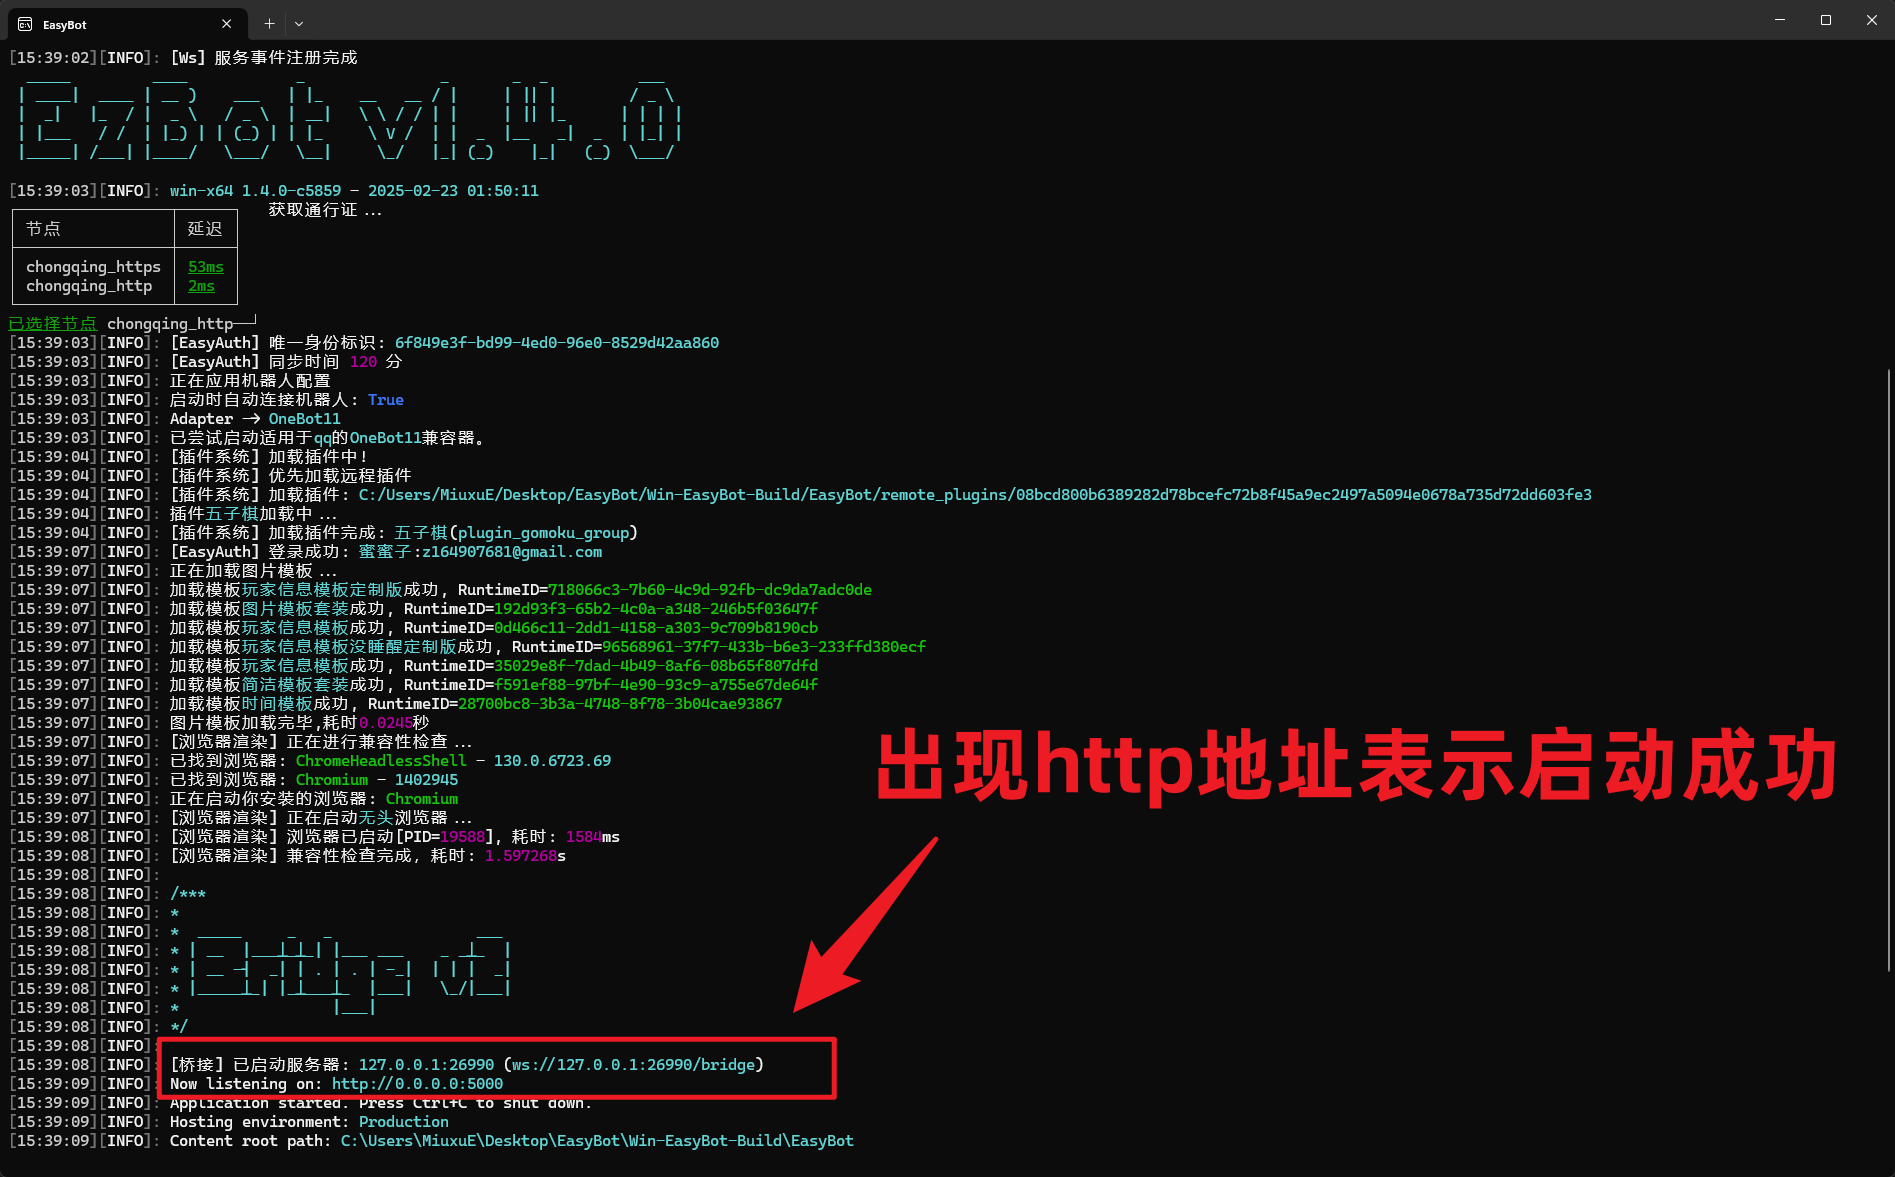 EasyBot
[15:39:02][INFO]: [Ws] 服务事件注册完成
EzBot v1.4.0
[15:39:03][INFO]: win-x64 1.4.0-c5859 - 2025-02-23 01:50:11
获取通行证 ...
节点 延迟
chongqing_https 53ms
chongqing_http 2ms
已选择节点 chongqing_http
[15:39:03][INFO]: [EasyAuth] 唯一身份标识: 6f849e3f-bd99-4ed0-96e0-8529d42aa860
[15:39:03][INFO]: [EasyAuth] 同步时间 120 分
[15:39:03][INFO]: 正在应用机器人配置
[15:39:03][INFO]: 启动时自动连接机器人: True
[15:39:03][INFO]: Adapter -> OneBot11
[15:39:03][INFO]: 已尝试启动适用于qq的OneBot11兼容器。
[15:39:04][INFO]: [插件系统] 加载插件中!
[15:39:04][INFO]: [插件系统] 优先加载远程插件
[15:39:04][INFO]: [插件系统] 加载插件: C:/Users/MiuxuE/Desktop/EasyBot/Win-EasyBot-Build/EasyBot/remote_plugins/08bcd800b6389282d78bcefc72b8f45a9ec2497a5094e0678a735d72dd603fe3
[15:39:04][INFO]: 插件五子棋加载中 ...
[15:39:04][INFO]: [插件系统] 加载插件完成: 五子棋(plugin_gomoku_group)
[15:39:07][INFO]: [EasyAuth] 登录成功: 蜜蜜子:z164907681@gmail.com
[15:39:07][INFO]: 正在加载图片模板 ...
[15:39:07][INFO]: 加载模板玩家信息模板定制版成功, RuntimeID=718066c3-7b60-4c9d-92fb-dc9da7adc0de
[15:39:07][INFO]: 加载模板图片模板套装成功, RuntimeID=192d93f3-65b2-4c0a-a348-246b5f03647f
[15:39:07][INFO]: 加载模板玩家信息模板成功, RuntimeID=0d466c11-2dd1-4158-a303-9c709b8190cb
[15:39:07][INFO]: 加载模板玩家信息模板没睡醒定制版成功, RuntimeID=96568961-37f7-433b-b6e3-233ffd380ecf
[15:39:07][INFO]: 加载模板玩家信息模板成功, RuntimeID=35029e8f-7dad-4b49-8af6-08b65f807dfd
[15:39:07][INFO]: 加载模板简洁模板套装成功, RuntimeID=f591ef88-97bf-4e90-93c9-a755e67de64f
[15:39:07][INFO]: 加载模板时间模板成功, RuntimeID=28700bc8-3b3a-4748-8f78-3b04cae93867
[15:39:07][INFO]: 图片模板加载完毕,耗时0.0245秒
[15:39:07][INFO]: [浏览器渲染] 正在进行兼容性检查 ...
[15:39:07][INFO]: 已找到浏览器: ChromeHeadlessShell - 130.0.6723.69
[15:39:07][INFO]: 已找到浏览器: Chromium - 1402945
[15:39:07][INFO]: 正在启动你安装的浏览器: Chromium
[15:39:07][INFO]: [浏览器渲染] 正在启动无头浏览器 ...
[15:39:08][INFO]: [浏览器渲染] 浏览器已启动[PID=19588], 耗时: 1584ms
[15:39:08][INFO]: [浏览器渲染] 兼容性检查完成, 耗时: 1.597268s
出现http地址表示启动成功
[15:39:08][INFO]:
[15:39:08][INFO]: /***
[15:39:08][INFO]: *
[15:39:08][INFO]: *
[15:39:08][INFO]: *
[15:39:08][INFO]: *
[15:39:08][INFO]: *
[15:39:08][INFO]: *
[15:39:08][INFO]: */
[15:39:08][INFO]:
[15:39:08][INFO]: [桥接] 已启动服务器: 127.0.0.1:26990 (ws://127.0.0.1:26990/bridge)
[15:39:09][INFO]: Now listening on: http://0.0.0.0:5000
[15:39:09][INFO]: Application started. Press Ctrl+C to shut down.
[15:39:09][INFO]: Hosting environment: Production
[15:39:09][INFO]: Content root path: C:\Users\MiuxuE\Desktop\EasyBot\Win-EasyBot-Build\EasyBot